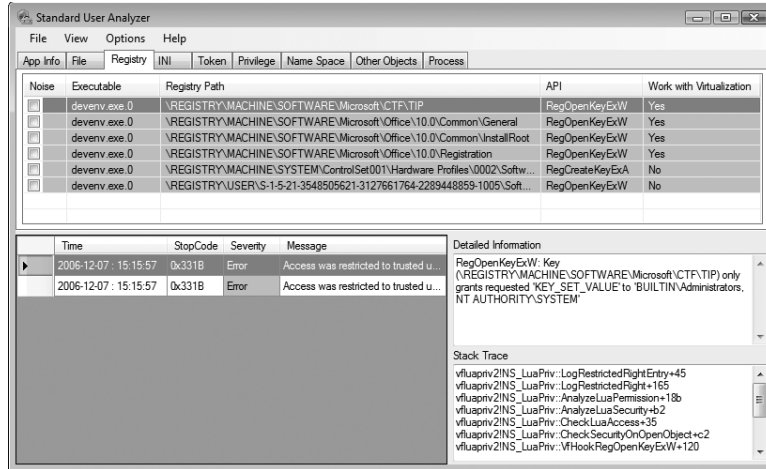 Standard User Analyzer
File View Options Help
App Info File Registry INI Token Privilege Name Space Other Objects Process
Noise Executable Registry Path API Work with Virtualization
devenv.exe.0 \REGISTRY\MACHINE\SOFTWARE\Microsoft\CTF\TIP RegOpenKeyExW Yes
devenv.exe.0 \REGISTRY\MACHINE\SOFTWARE\Microsoft\Office\10.0\Common\General RegOpenKeyExW Yes
devenv.exe.0 \REGISTRY\MACHINE\SOFTWARE\Microsoft\Office\10.0\Common\InstallRoot RegOpenKeyExW Yes
devenv.exe.0 \REGISTRY\MACHINE\SOFTWARE\Microsoft\Office\10.0\Registration RegOpenKeyExW Yes
devenv.exe.0 \REGISTRY\MACHINE\SYSTEM\ControlSet001\Hardware Profiles\0002\Softw... RegCreateKeyExA No
devenv.exe.0 \REGISTRY\USER\S-1-5-21-3548505621-3127661764-2289448859-1005\Soft... RegOpenKeyExW No
Time StopCode Severity Message
2006-12-07 : 15:15:57 0x331B Error Access was restricted to trusted u...
2006-12-07 : 15:15:57 0x331B Error Access was restricted to trusted u...
Detailed Information
RegOpenKeyExW: Key
(\REGISTRY\MACHINE\SOFTWARE\Microsoft\CTF\TIP) only
grants requested 'KEY_SET_VALUE' to 'BUILTIN\Administrators,
NT AUTHORITY\SYSTEM'
Stack Trace
vfluapriv2!NS_LuaPriv::LogRestrictedRightEntry+45
vfluapriv2!NS_LuaPriv::LogRestrictedRight+165
vfluapriv2!NS_LuaPriv::AnalyzeLuaPermission+18b
vfluapriv2!NS_LuaPriv::AnalyzeLuaSecurity+b2
vfluapriv2!NS_LuaPriv::CheckLuaAccess+35
vfluapriv2!NS_LuaPriv::CheckSecurityOnOpenObject+c2
vfluapriv2!NS_LuaPriv::VfHookRegOpenKeyExW+120